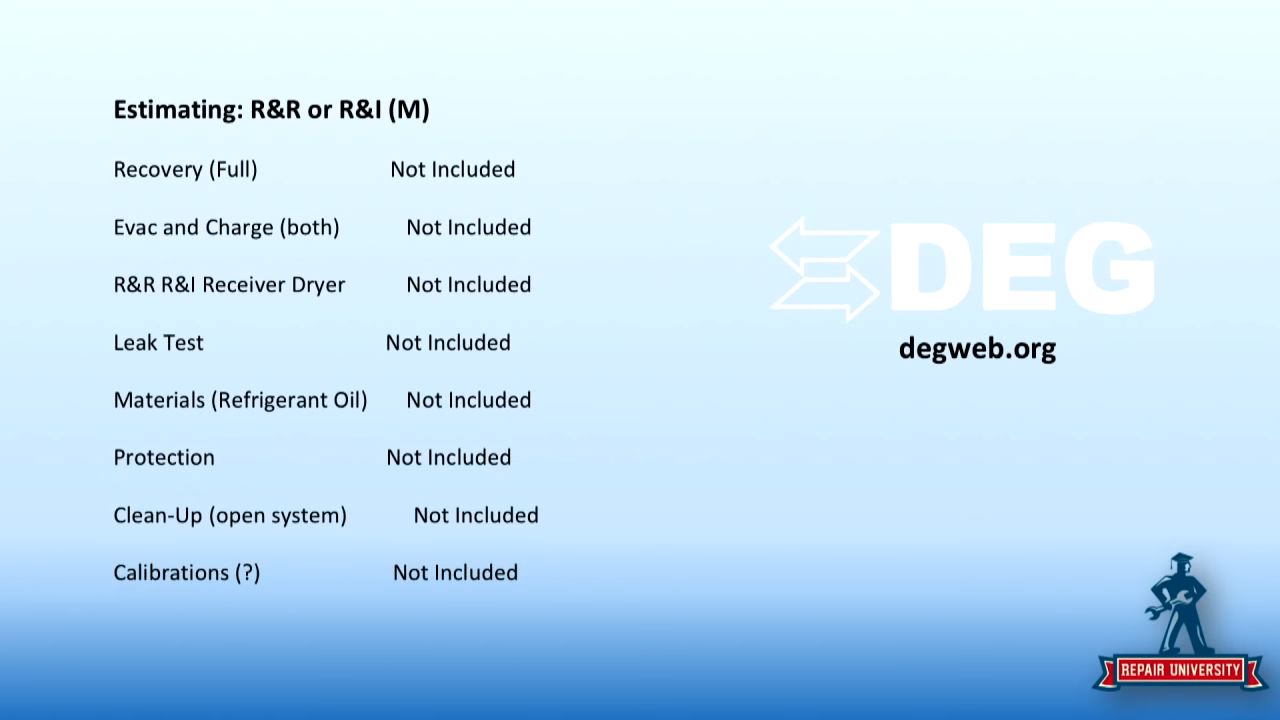 Estimating: R&R or R&I (M)
Recovery (Full) Not Included
Evac and Charge (both) Not Included
R&R R&I Receiver Dryer Not Included
Leak Test Not Included
Materials (Refrigerant Oil) Not Included
Protection Not Included
Clean-Up (open system) Not Included
Calibrations (?) Not Included
DEG
degweb.org
REPAIR UNIVERSITY